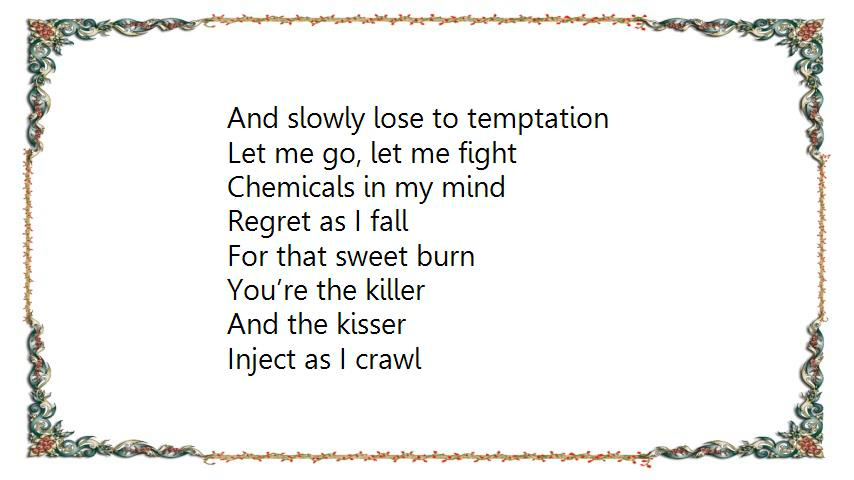 And slowly lose to temptation
Let me go, let me fight
Chemicals in my mind
Regret as I fall
For that sweet burn
You’re the killer
And the kisser
Inject as I crawl